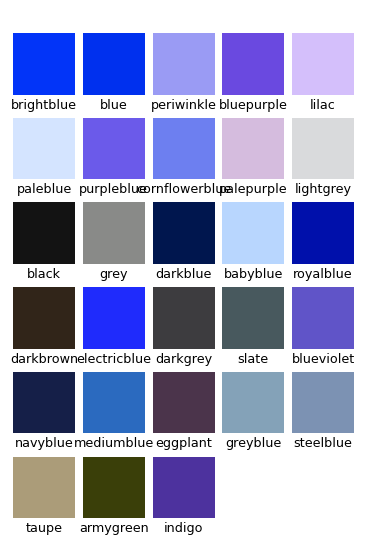 brightblue blue periwinkle bluepurple lilac
paleblue purpleblue cornflowerblue palepurple lightgrey
black grey darkblue babyblue royalblue
darkbrown electricblue darkgrey slate blueviolet
navyblue mediumblue eggplant greyblue steelblue
taupe armygreen indigo